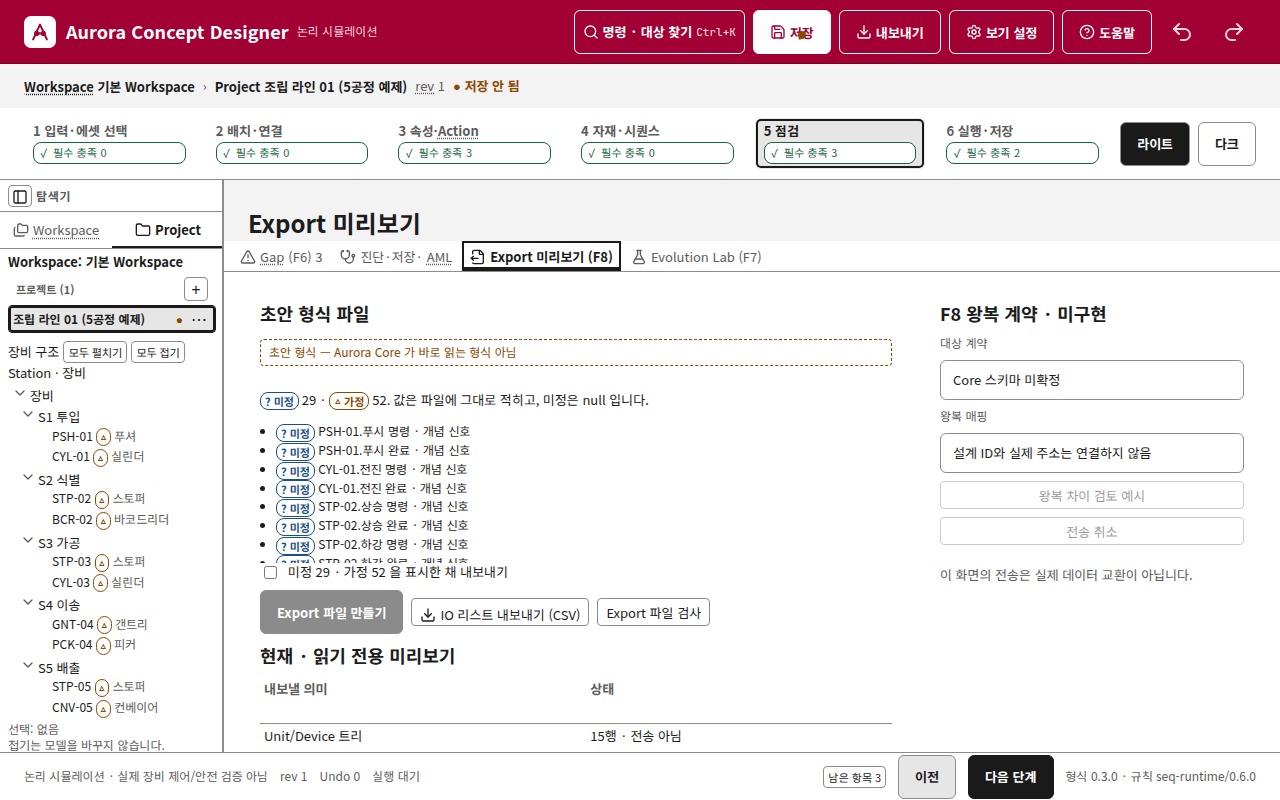 Aurora Concept Designer 논리 시뮬레이션 명령 · 대상 찾기 Ctrl+K 저장 내보내기 보기 설정 도움말
Workspace 기본 Workspace › Project 조립 라인 01 (5공정 예제) rev 1 ● 저장 안 됨
1 입력·에셋 선택 2 배치·연결 3 속성·Action 4 자재·시퀀스 5 점검 6 실행·저장
√ 필수 충족 0 √ 필수 충족 0 √ 필수 충족 3 √ 필수 충족 0 √ 필수 충족 3 √ 필수 충족 2
라이트 다크
탐색기
Workspace Project
Workspace: 기본 Workspace
프로젝트 (1) +
조립 라인 01 (5공정 예제) ● ···
장비 구조 모두 펼치기 모두 접기
Station · 장비
장비
S1 투입
PSH-01 ▵ 푸셔
CYL-01 ▵ 실린더
S2 식별
STP-02 ▵ 스토퍼
BCR-02 ▵ 바코드리더
S3 가공
STP-03 ▵ 스토퍼
CYL-03 ▵ 실린더
S4 이송
GNT-04 ▵ 갠트리
PCK-04 ▵ 피커
S5 배출
STP-05 ▵ 스토퍼
CNV-05 ▵ 컨베이어
선택: 없음
접기는 모델을 바꾸지 않습니다.
Export 미리보기
Gap (F6) 3 진단·저장· AML Export 미리보기 (F8) Evolution Lab (F7)
초안 형식 파일
초안 형식 — Aurora Core 가 바로 읽는 형식 아님
? 미정 29 · ▵ 가정 52. 값은 파일에 그대로 적히고, 미정은 null 입니다.
• ? 미정 PSH-01.푸시 명령 · 개념 신호
• ? 미정 PSH-01.푸시 완료 · 개념 신호
• ? 미정 CYL-01.전진 명령 · 개념 신호
• ? 미정 CYL-01.전진 완료 · 개념 신호
• ? 미정 STP-02.상승 명령 · 개념 신호
• ? 미정 STP-02.상승 완료 · 개념 신호
• ? 미정 STP-02.하강 명령 · 개념 신호
• ? 미정 STP-02.하강 완료 · 개념 신호
미정 29 · 가정 52 을 표시한 채 내보내기
Export 파일 만들기 IO 리스트 내보내기 (CSV) Export 파일 검사
현재 · 읽기 전용 미리보기
내보낼 의미 상태
Unit/Device 트리 15행 · 전송 아님
F8 왕복 계약 · 미구현
대상 계약
Core 스키마 미확정
왕복 매핑
설계 ID와 실제 주소는 연결하지 않음
왕복 차이 검토 예시
전송 취소
이 화면의 전송은 실제 데이터 교환이 아닙니다.
논리 시뮬레이션 · 실제 장비 제어/안전 검증 아님 rev 1 Undo 0 실행 대기 남은 항목 3 이전 다음 단계 형식 0.3.0 · 규칙 seq-runtime/0.6.0